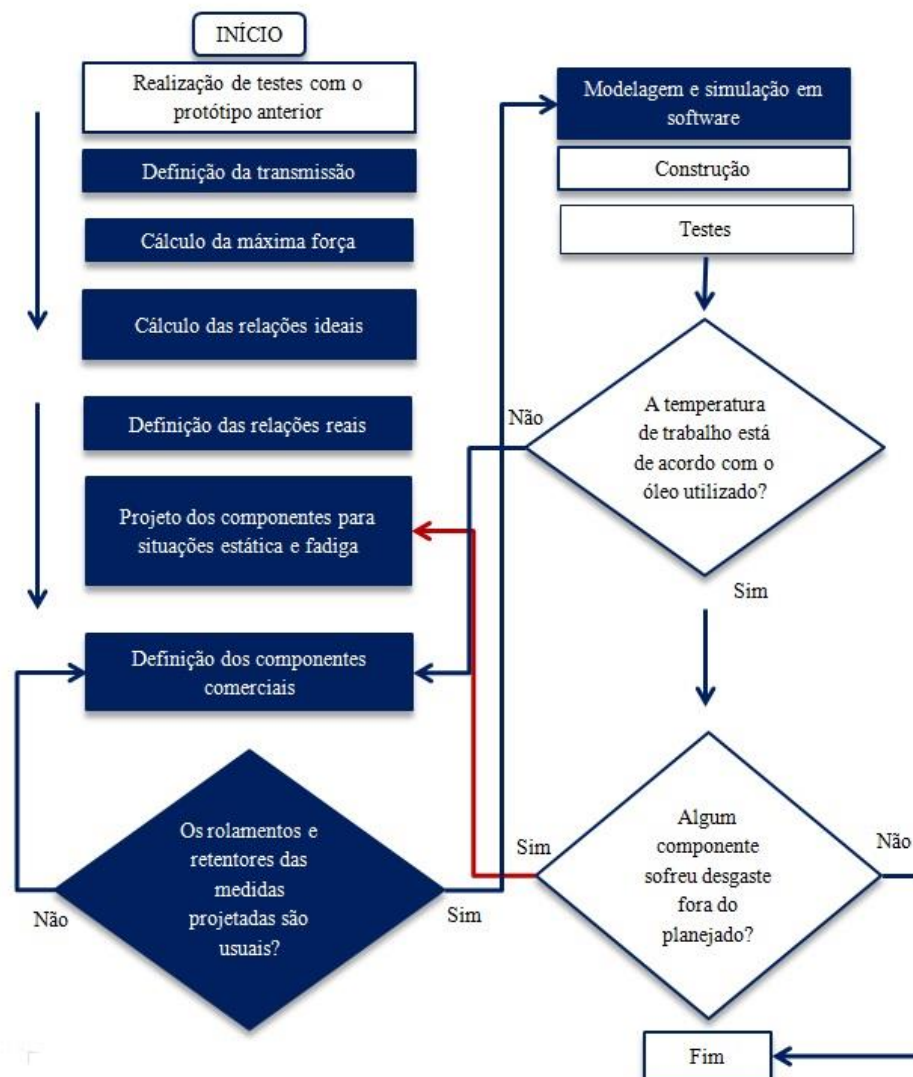 INÍCIO
Realização de testes com o
protótipo anterior
Definição da transmissão
Cálculo da máxima força
Cálculo das relações ideais
Definição das relações reais
Projeto dos componentes para
situações estática e fadiga
Definição dos componentes
comerciais
Os rolamentos e
retentores das
medidas
projetadas são
usuais?
Não
Sim
Modelagem e simulação em
software
Construção
Testes
Não
A temperatura
de trabalho está
de acordo com o
óleo utilizado?
Sim
Sim
Algum
componente
sofreu desgaste
fora do
planejado?
Não
Fim